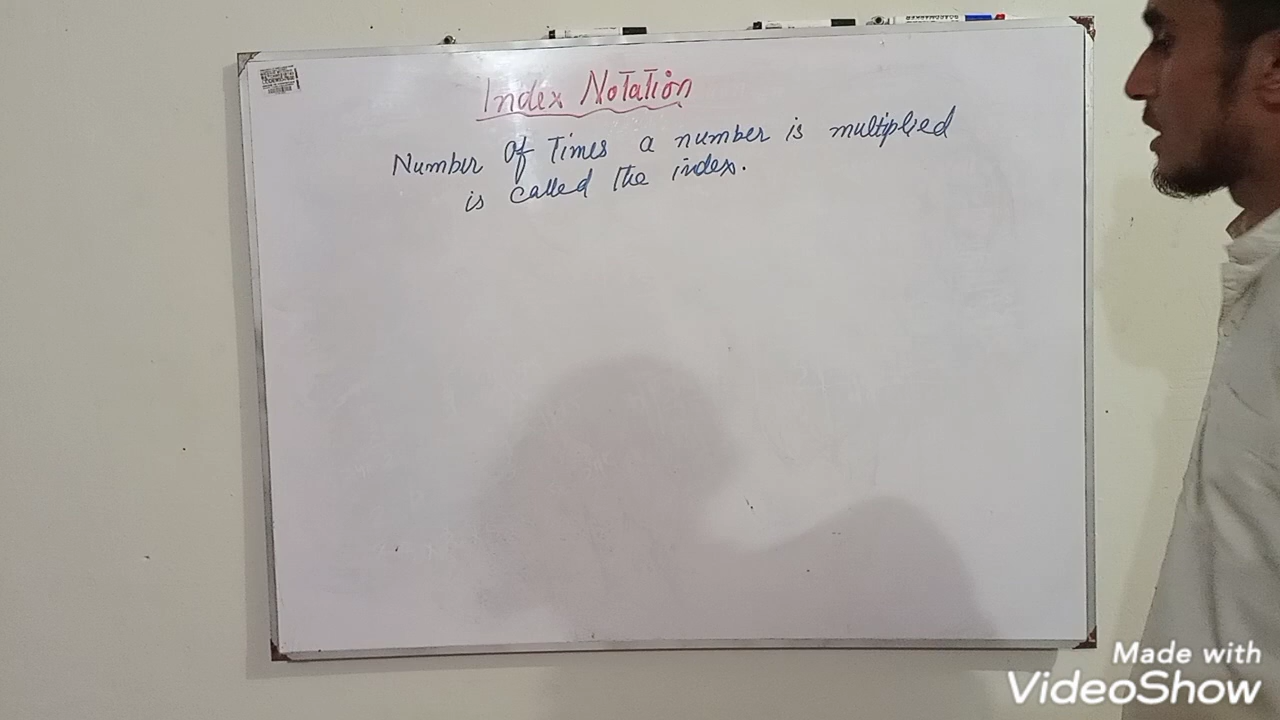 Index Notation
Number of Times a number is multiplied
is called the index.
Made with
VideoShow